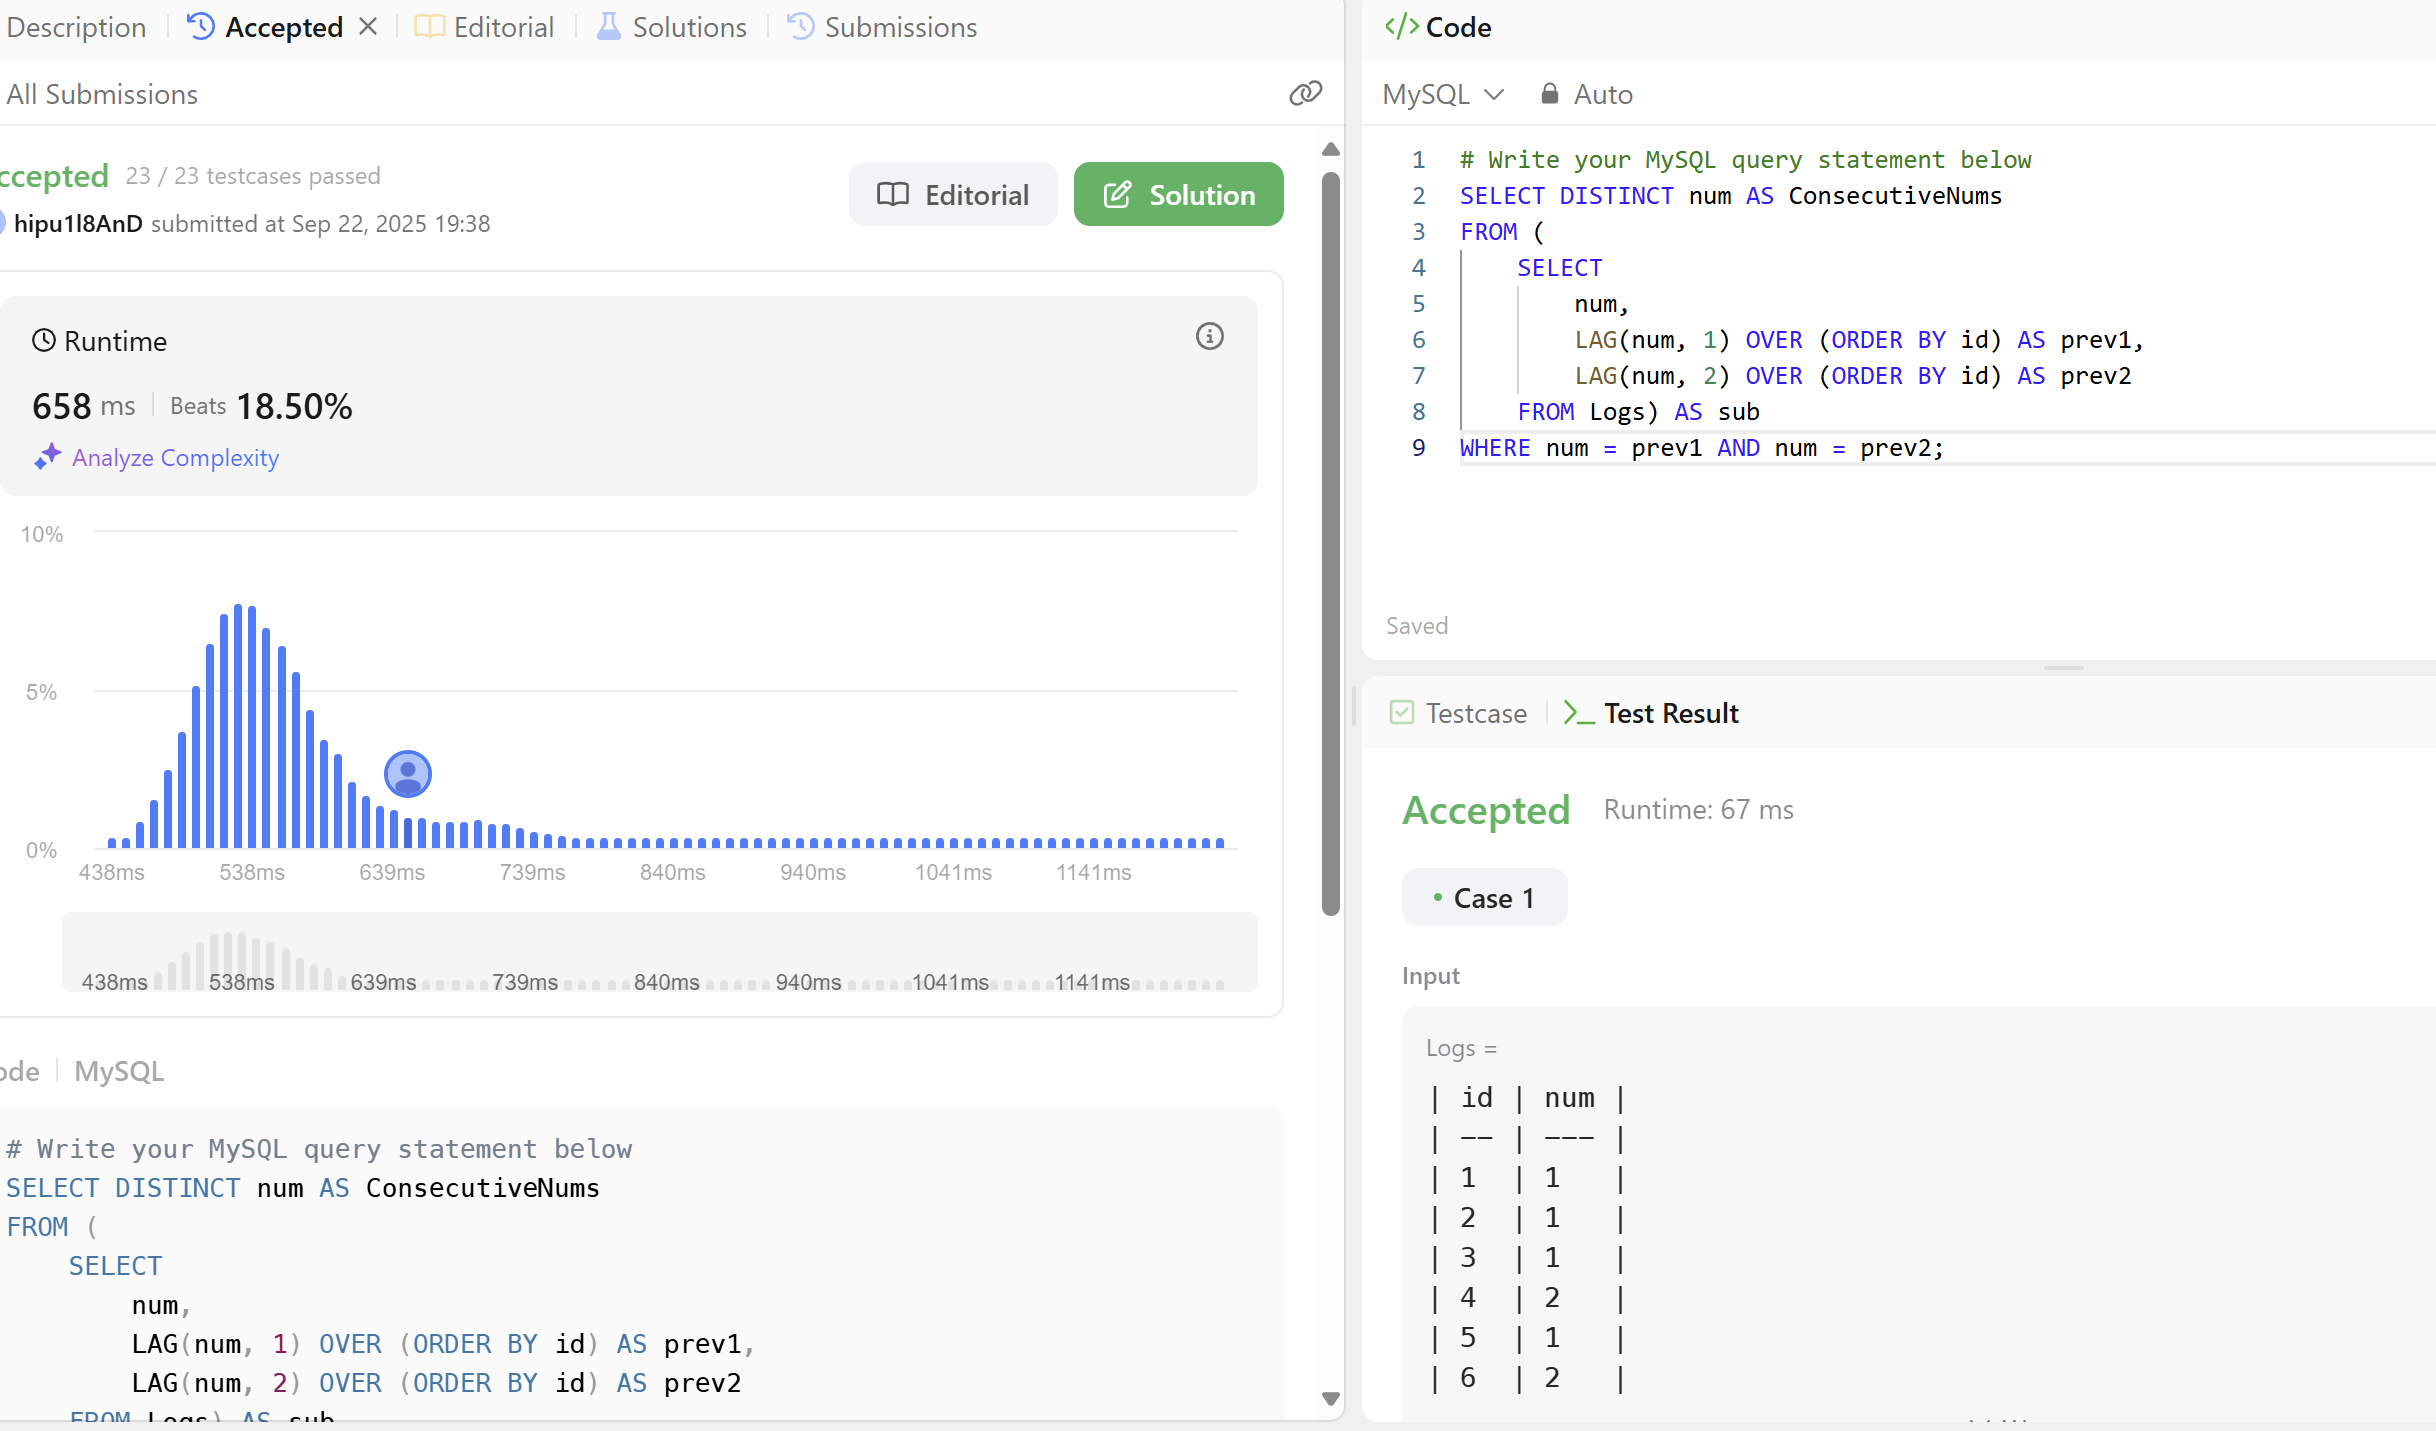 Description
Accepted
Editorial
Solutions
Submissions
All Submissions
ccepted 23 / 23 testcases passed
hipu1l8AnD submitted at Sep 22, 2025 19:38
Editorial
Solution
Runtime
658 ms Beats 18.50%
Analyze Complexity
10%
5%
0%
438ms 538ms 639ms 739ms 840ms 940ms 1041ms 1141ms
438ms 538ms 639ms 739ms 840ms 940ms 1041ms 1141ms
ode MySQL
# Write your MySQL query statement below
SELECT DISTINCT num AS ConsecutiveNums
FROM (
SELECT
num,
LAG(num, 1) OVER (ORDER BY id) AS prev1,
LAG(num, 2) OVER (ORDER BY id) AS prev2
FROM Logs) AS sub
</> Code
MySQL Auto
1 # Write your MySQL query statement below
2 SELECT DISTINCT num AS ConsecutiveNums
3 FROM (
4 SELECT
5 num,
6 LAG(num, 1) OVER (ORDER BY id) AS prev1,
7 LAG(num, 2) OVER (ORDER BY id) AS prev2
8 FROM Logs) AS sub
9 WHERE num = prev1 AND num = prev2;
Saved
Testcase
Test Result
Accepted Runtime: 67 ms
Case 1
Input
Logs =
| id | num |
| -- | --- |
| 1 | 1 |
| 2 | 1 |
| 3 | 1 |
| 4 | 2 |
| 5 | 1 |
| 6 | 2 |